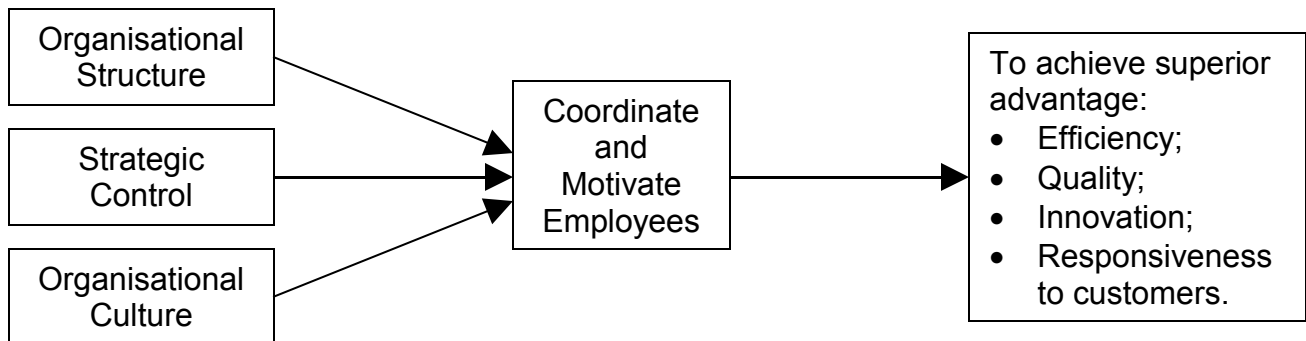 Organisational
Structure
Strategic
Control
Organisational
Culture
Coordinate
and
Motivate
Employees
To achieve superior
advantage:
• Efficiency;
• Quality;
• Innovation;
• Responsiveness
to customers.